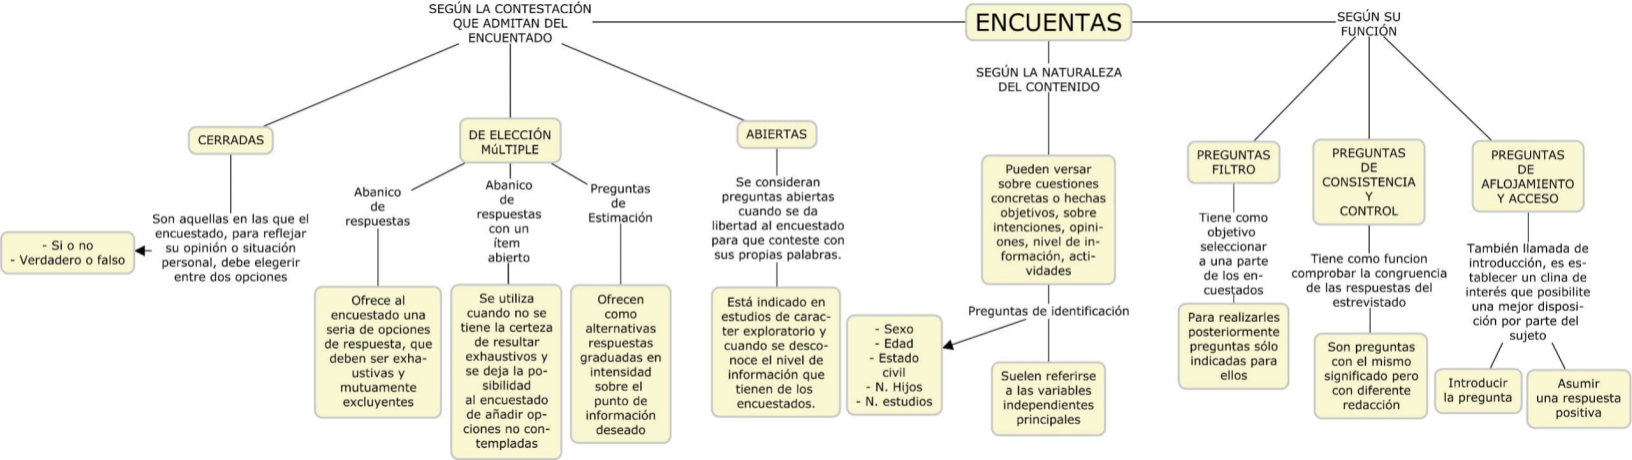 ENCUENTAS
SEGÚN LA CONTESTACIÓN
QUE ADMITAN DEL
ENCUENTADO
CERRADAS
Son aquellas en las que el
encuestado, para reflejar
su opinión o situación
personal, debe elegerir
entre dos opciones
- Si o no
- Verdadero o falso
DE ELECCIÓN
MúLTIPLE
Abanico
de
respuestas
Ofrece al
encuestado una
seria de opciones
de respuesta, que
deben ser exha-
ustivas y
mutuamente
excluyentes
Abanico
de
respuestas
con un
ítem
abierto
Se utiliza
cuando no se
tiene la certeza
de resultar
exhaustivos y
se deja la po-
sibilidad
al encuestado
de añadir op-
ciones no con-
templadas
Preguntas
de
Estimación
Ofrecen
como
alternativas
respuestas
graduadas en
intensidad
sobre el
punto de
información
deseado
ABIERTAS
Se consideran
preguntas abiertas
cuando se da
libertad al encuestado
para que conteste con
sus propias palabras.
Está indicado en
estudios de carac-
ter exploratorio y
cuando se desco-
noce el nivel de
información que
tienen de los
encuestados.
SEGÚN LA NATURALEZA
DEL CONTENIDO
Pueden versar
sobre cuestiones
concretas o hechas
objetivos, sobre
intenciones, opini-
ones, nivel de in-
formación, acti-
vidades
Preguntas de identificación
- Sexo
- Edad
- Estado
civil
- N. Hijos
- N. estudios
Suelen referirse
a las variables
independientes
principales
SEGÚN SU
FUNCIÓN
PREGUNTAS
FILTRO
Tiene como
objetivo
seleccionar
a una parte
de los en-
cuestados
Para realizarles
posteriormente
preguntas sólo
indicadas para
ellos
PREGUNTAS
DE
CONSISTENCIA
Y
CONTROL
Tiene como funcion
comprobar la congruencia
de las respuestas del
estrevistado
Son preguntas
con el mismo
significado pero
con diferente
redacción
PREGUNTAS
DE
AFLOJAMIENTO
Y ACCESO
También llamada de
introducción, es es-
tablecer un clina de
interés que posibilite
una mejor disposi-
ción por parte del
sujeto
Introducir
la pregunta
Asumir
una respuesta
positiva